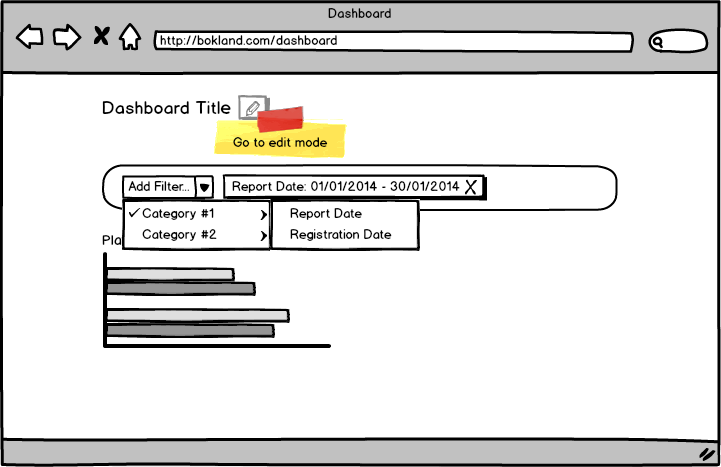 Dashboard
http://bokland.com/dashboard
Dashboard Title
Go to edit mode
Add Filter...
Report Date: 01/01/2014 - 30/01/2014 X
Category #1
Report Date
Category #2
Registration Date
Pla